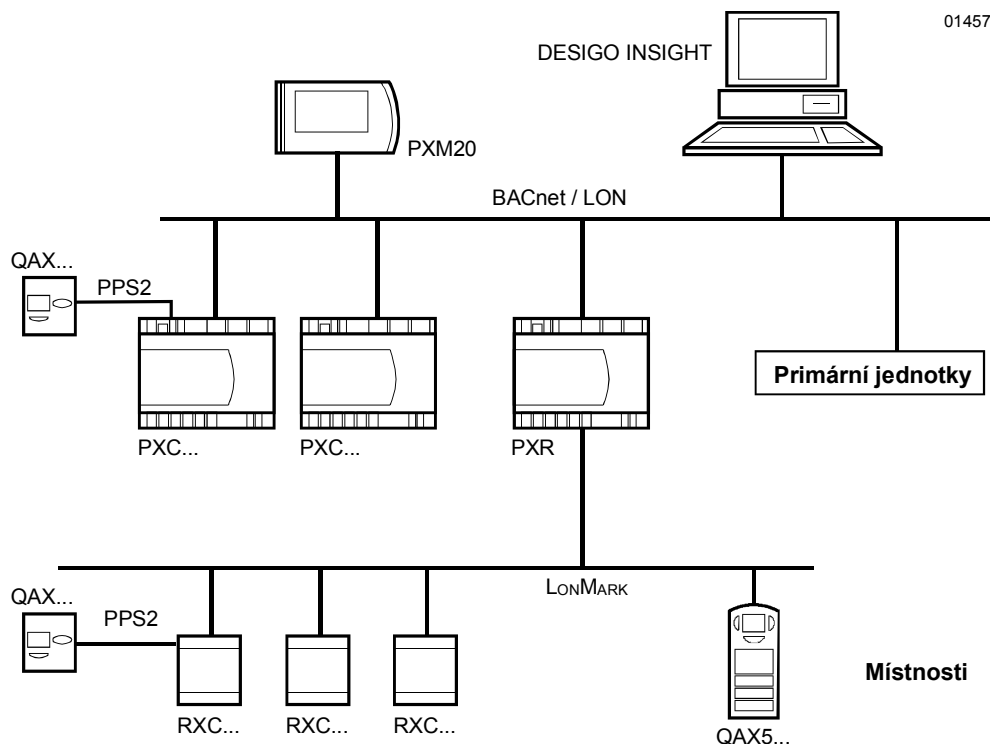 01457
DESIGO INSIGHT
PXM20
BACnet / LON
QAX...
PPS2
Primární jednotky
PXC...
PXC...
PXR
LONMARK
QAX...
PPS2
Místnosti
RXC...
RXC...
RXC...
QAX5...